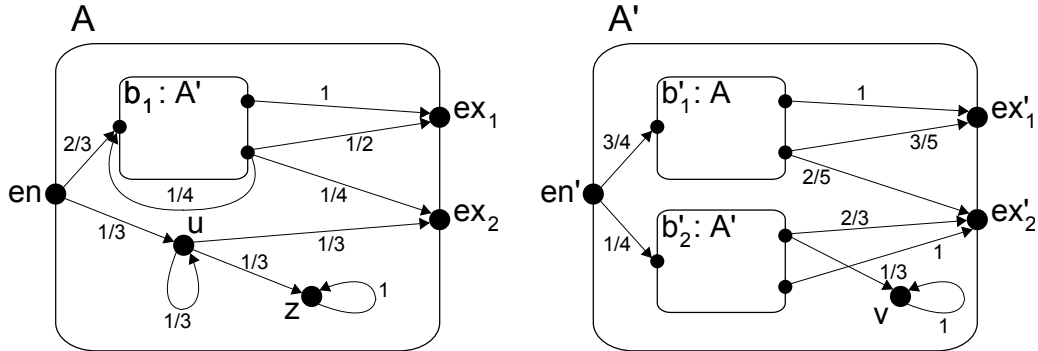 A
b₁ : A'
1
ex₁
2/3
1/2
1/4
1/4
en
u
ex₂
1/3
1/3
1/3
1/3
z
1
A'
b'₁ : A
1
ex'₁
3/4
3/5
2/5
en'
b'₂ : A'
2/3
ex'₂
1/4
1
1/3
v
1